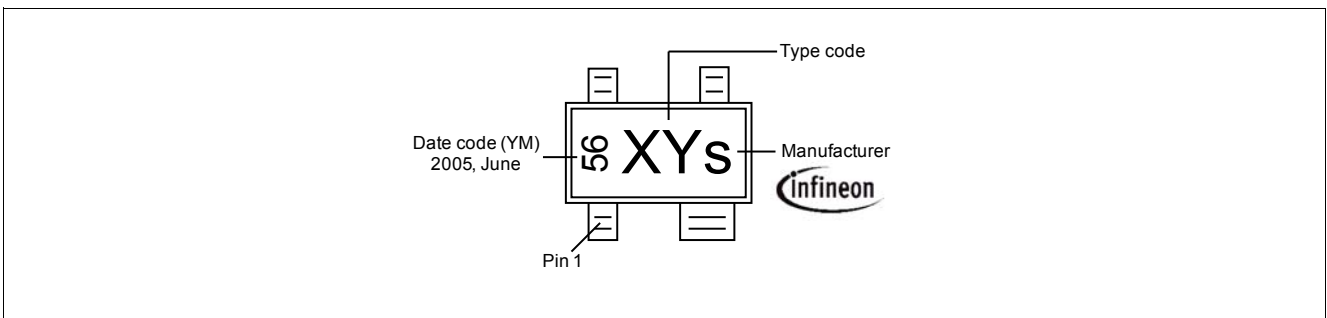 Type code
Date code (YM)
2005, June
56
XYs
Manufacturer
infineon
Pin 1